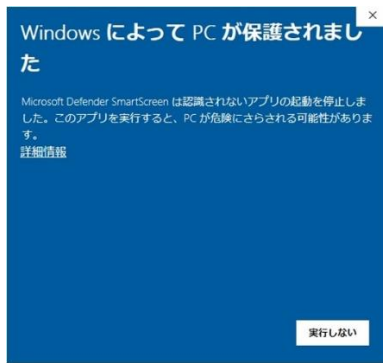 Windows によって PC が保護されまし
た
Microsoft Defender SmartScreen は認識されないアプリの起動を停止しま
した。このアプリを実行すると、PC が危険にさらされる可能性がありま
す。
詳細情報
実行しない